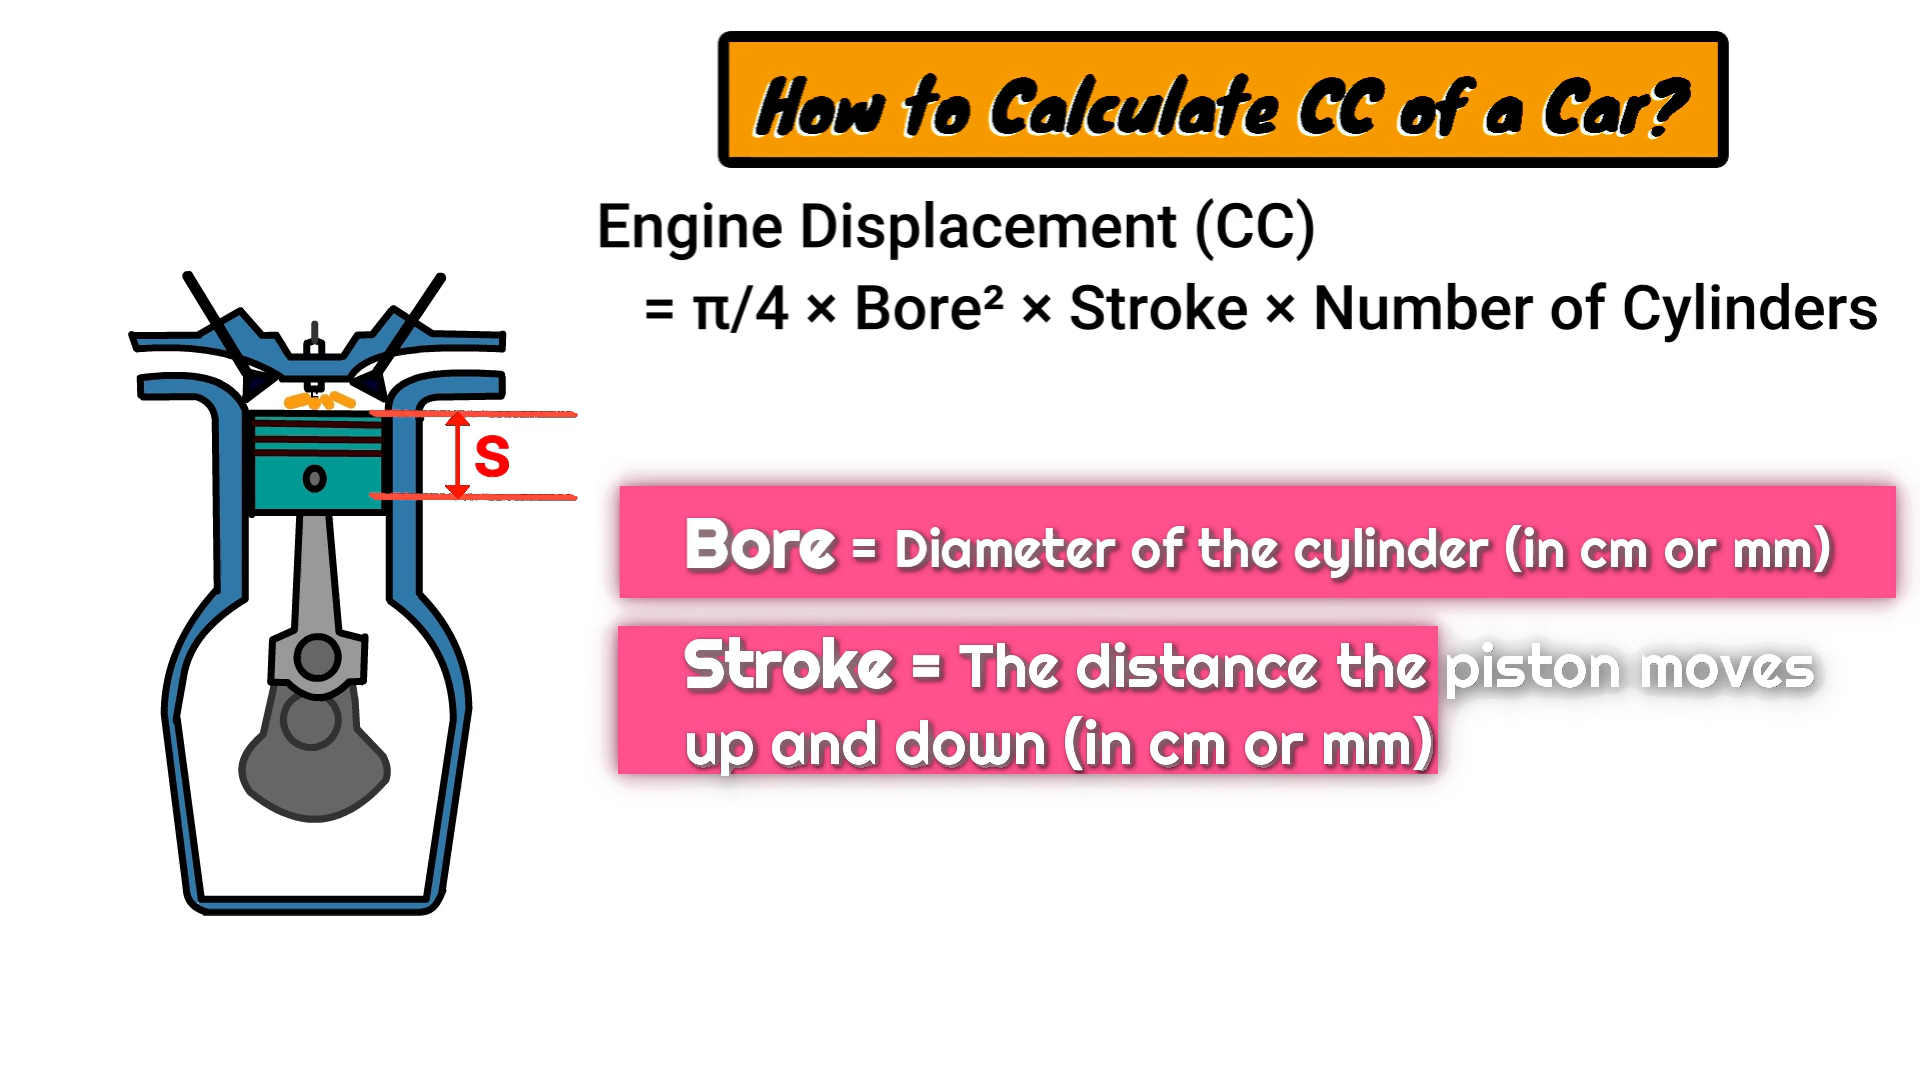 How to Calculate CC of a Car?
Engine Displacement (CC)
= π/4 × Bore² × Stroke × Number of Cylinders
S
Bore = Diameter of the cylinder (in cm or mm)
Stroke = The distance the piston moves
up and down (in cm or mm)